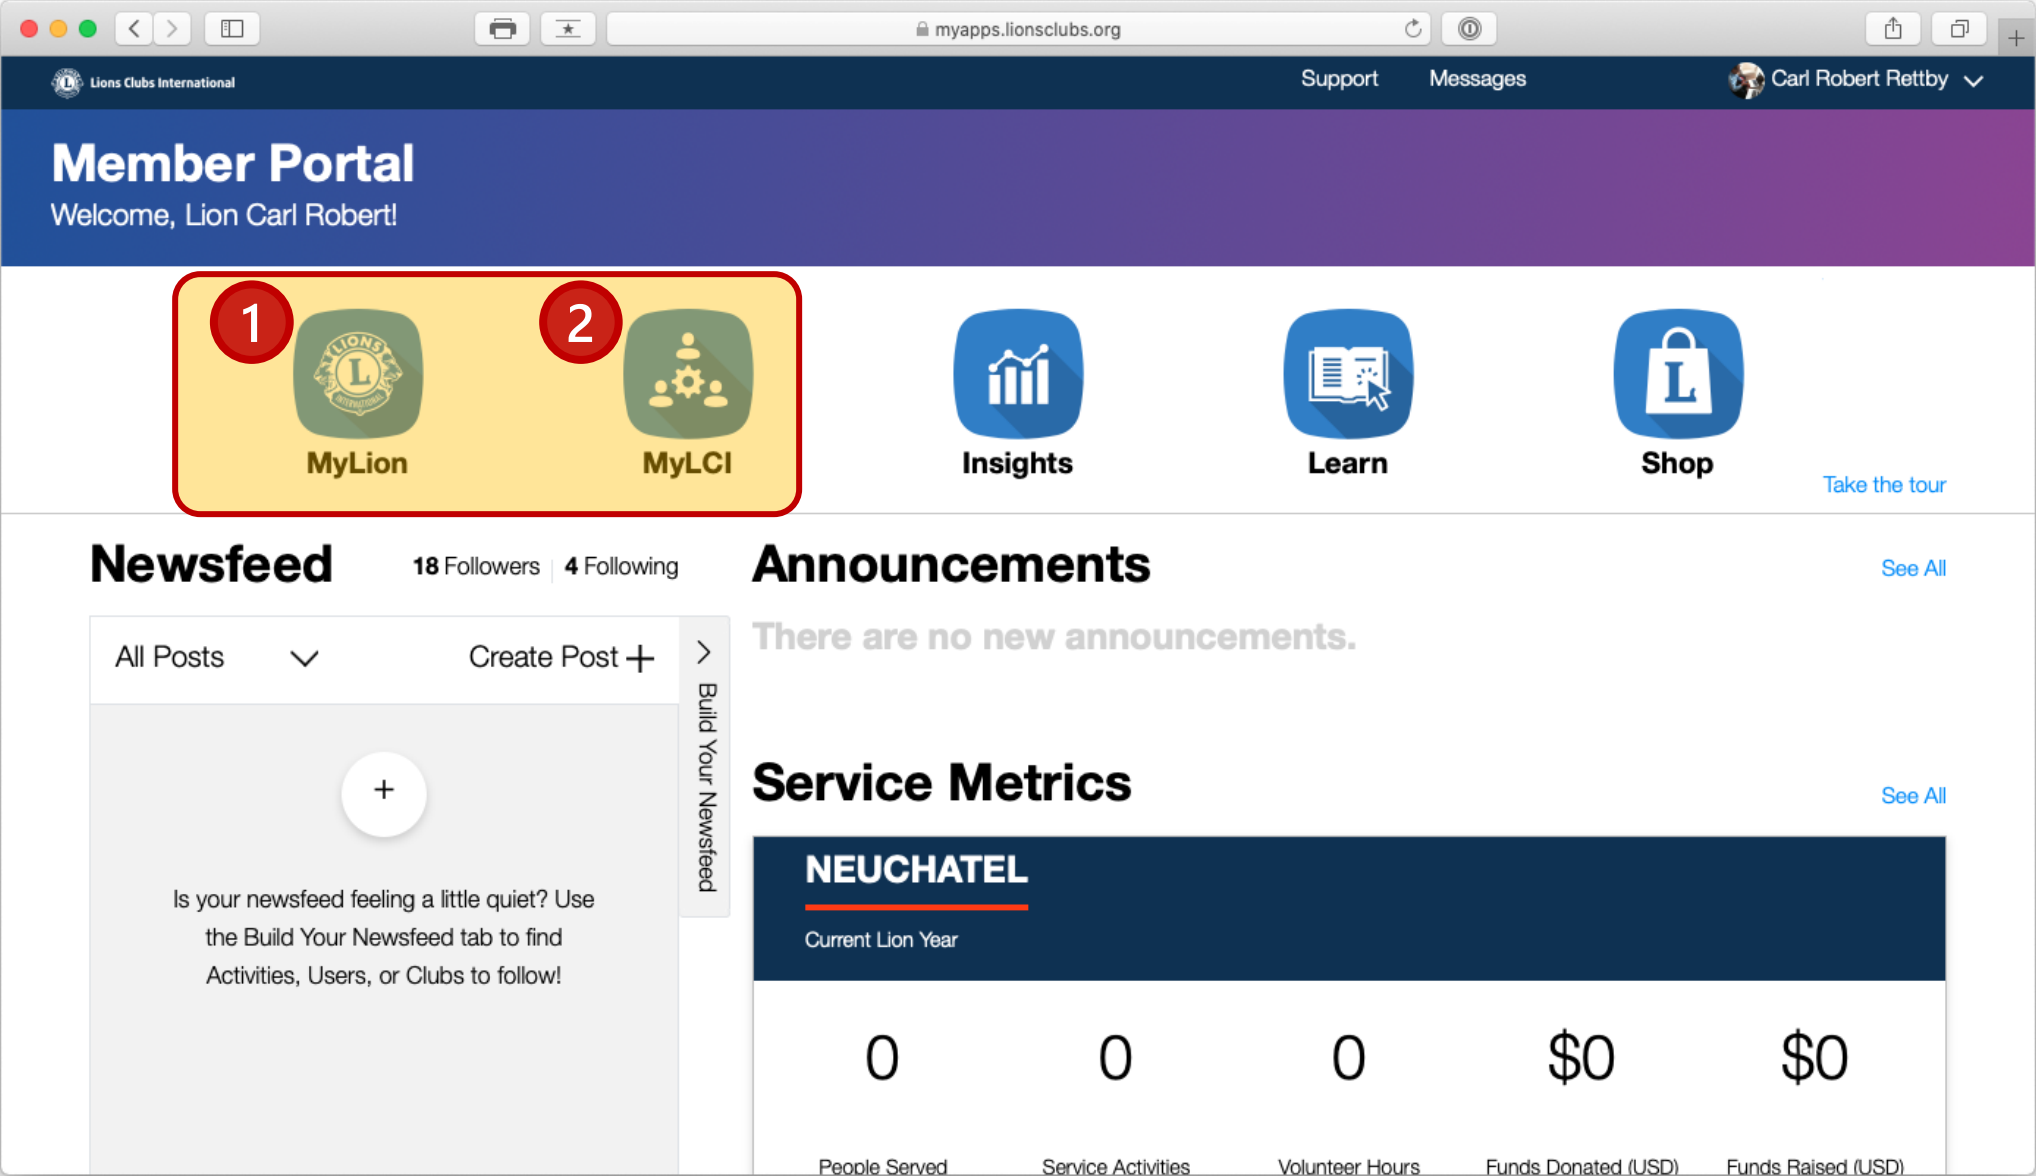 myapps.lionsclubs.org
Lions Clubs International
Support
Messages
Carl Robert Rettby
Member Portal
Welcome, Lion Carl Robert!
1
2
LIONS
L
INTERNATIONAL
L
MyLion
MyLCI
Insights
Learn
Shop
Take the tour
Newsfeed
18 Followers
4 Following
Announcements
See All
There are no new announcements.
All Posts
Create Post
Build Your Newsfeed
Is your newsfeed feeling a little quiet? Use
the Build Your Newsfeed tab to find
Activities, Users, or Clubs to follow!
Service Metrics
See All
NEUCHATEL
Current Lion Year
0
0
0
$0
$0
People Served
Service Activities
Volunteer Hours
Funds Donated (USD)
Funds Raised (USD)